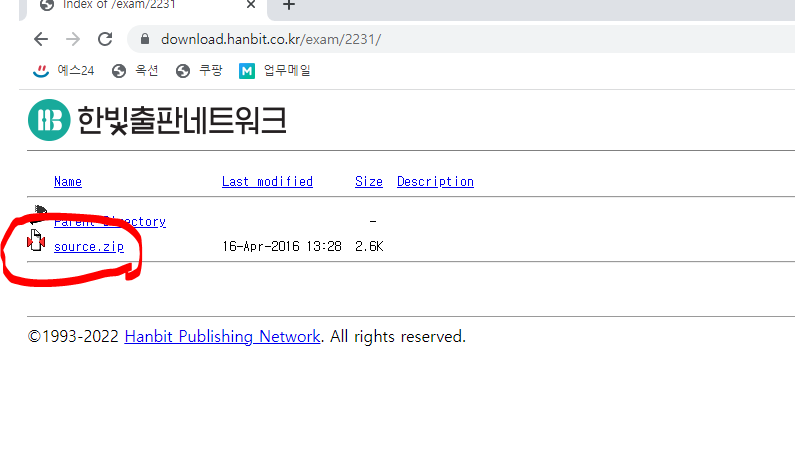 Index of /exam/2231
download.hanbit.co.kr/exam/2231/
예스24 옥션 쿠팡 M 업무메일
HB 한빛출판네트워크
Name Last modified Size Description
Parent Directory -
source.zip 16-Apr-2016 13:28 2.6K
©1993-2022 Hanbit Publishing Network. All rights reserved.